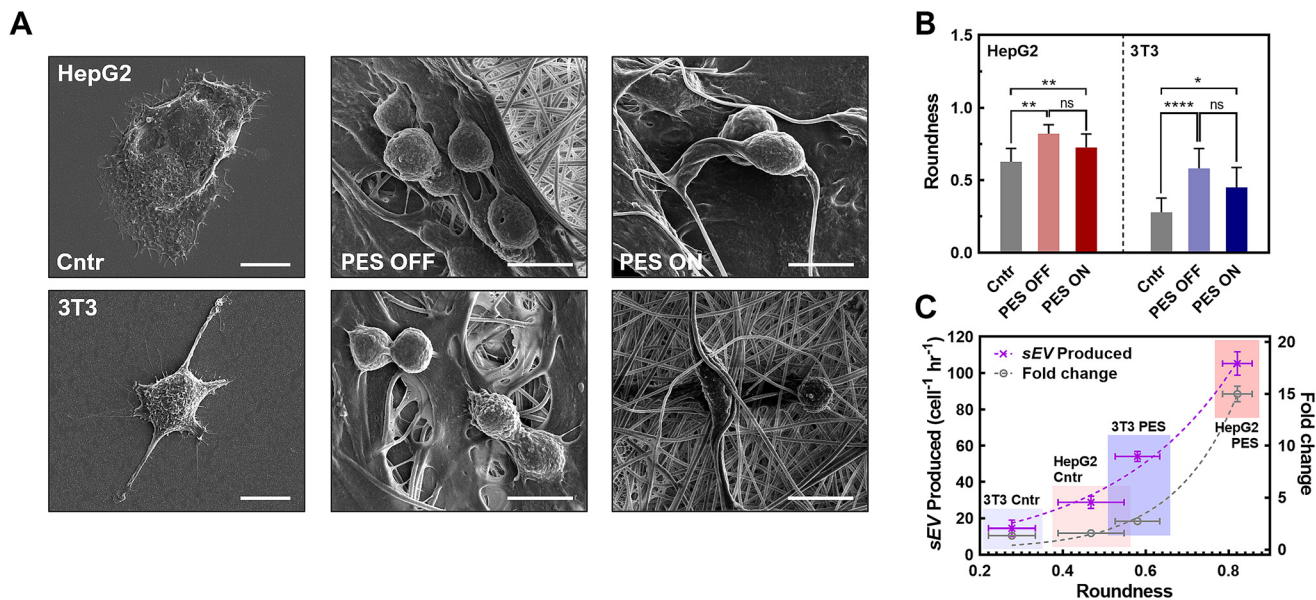 A
HepG2
Cntr
PES OFF
PES ON
3T3
B
Roundness
1.5
1.0
0.5
0.0
HepG2
3T3
**
**
ns
*
****
ns
Cntr
PES OFF
PES ON
Cntr
PES OFF
PES ON
C
sEV Produced (cell⁻¹ hr⁻¹)
120
100
80
60
40
20
0
sEV Produced
Fold change
3T3 Cntr
HepG2
Cntr
3T3 PES
HepG2
PES
20
15
10
5
0
Fold change
0.2
0.4
0.6
0.8
Roundness